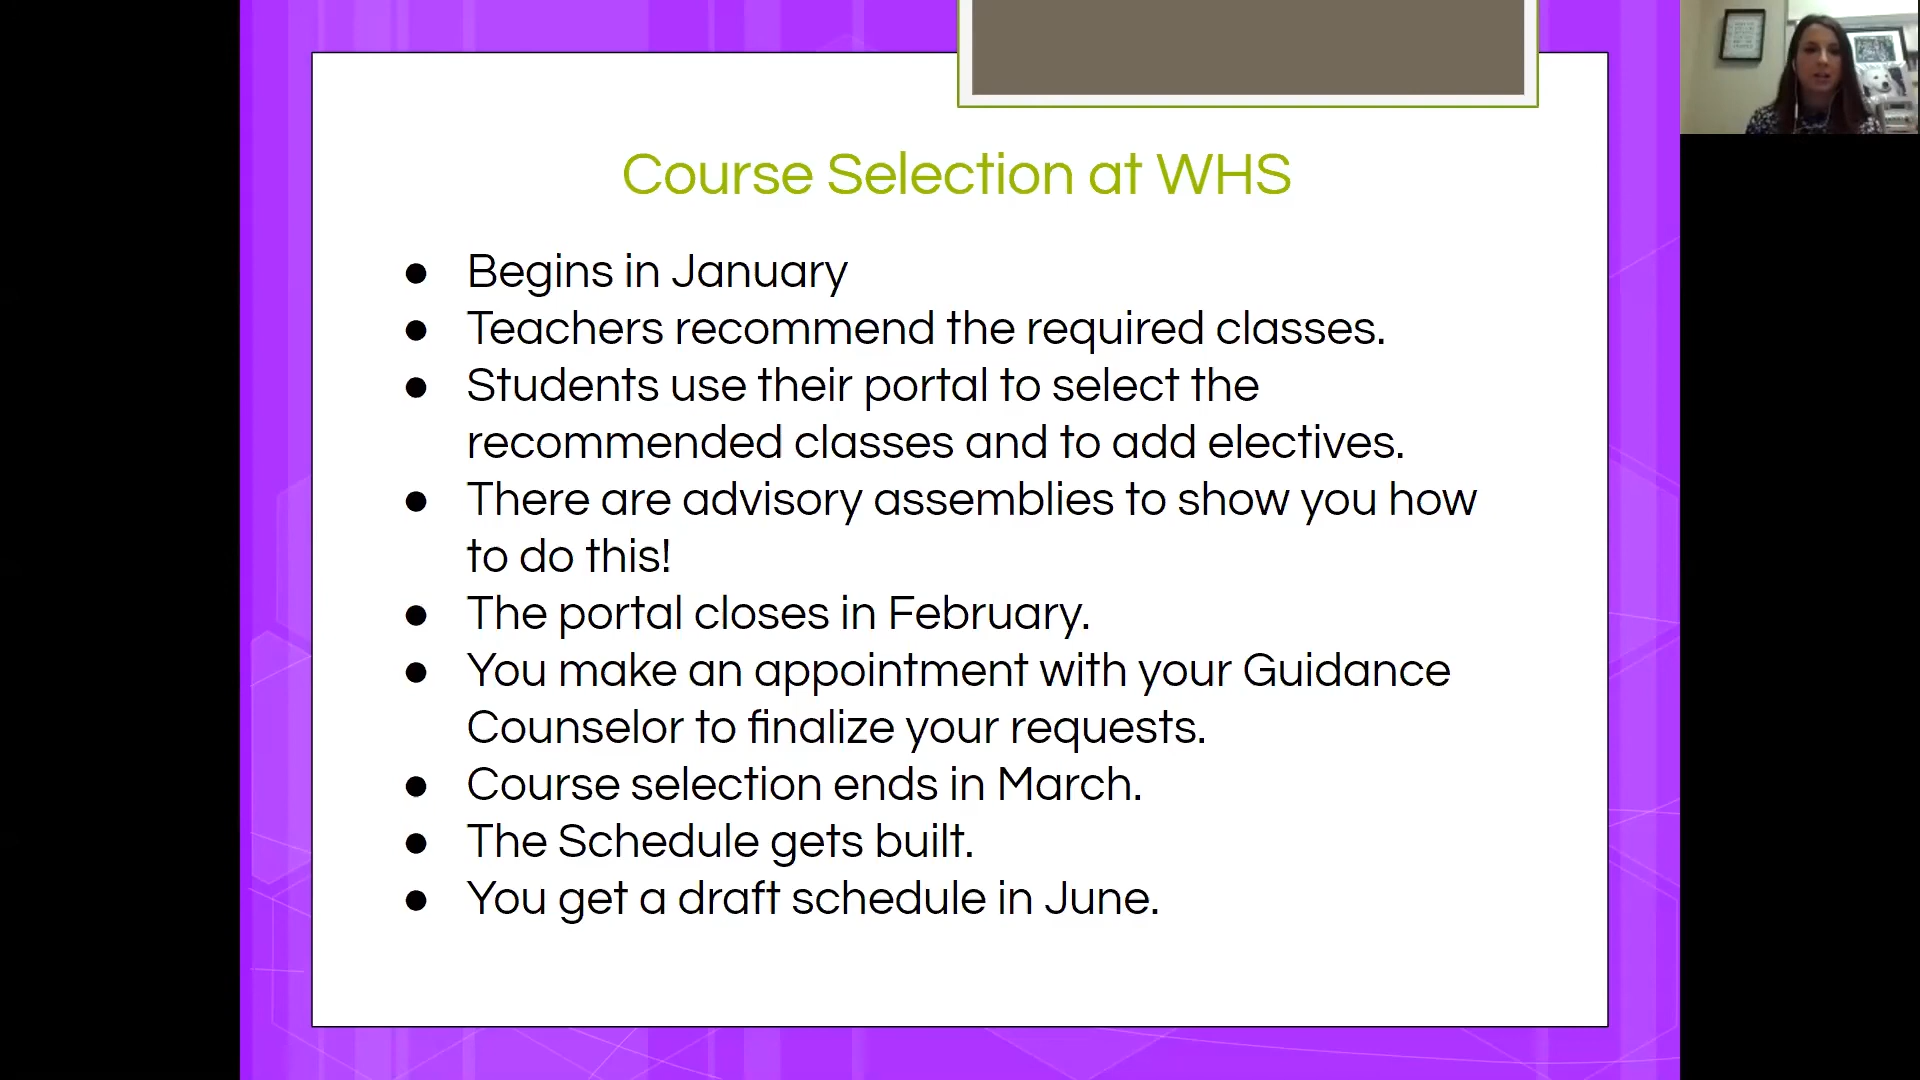 Course Selection at WHS
● Begins in January
● Teachers recommend the required classes.
● Students use their portal to select the
recommended classes and to add electives.
● There are advisory assemblies to show you how
to do this!
● The portal closes in February.
● You make an appointment with your Guidance
Counselor to finalize your requests.
● Course selection ends in March.
● The Schedule gets built.
● You get a draft schedule in June.